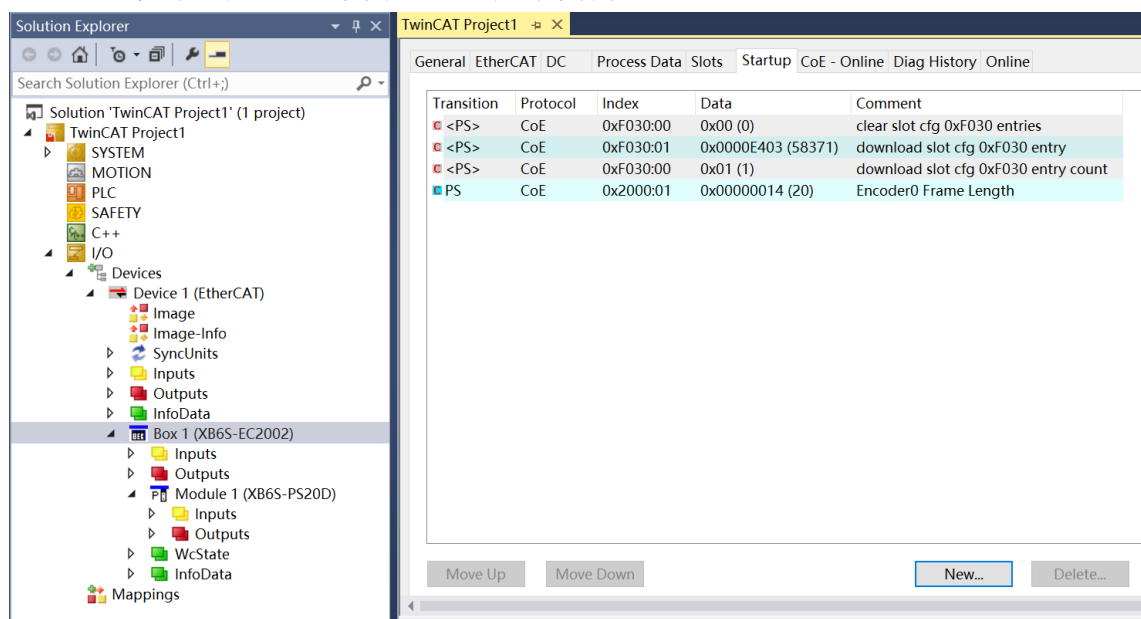 Solution Explorer
Search Solution Explorer (Ctrl+;)
Solution 'TwinCAT Project1' (1 project)
TwinCAT Project1
SYSTEM
MOTION
PLC
SAFETY
C++
I/O
Devices
Device 1 (EtherCAT)
Image
Image-Info
SyncUnits
Inputs
Outputs
InfoData
Box 1 (XB6S-EC2002)
Inputs
Outputs
Module 1 (XB6S-PS20D)
Inputs
Outputs
WcState
InfoData
Mappings
TwinCAT Project1
General EtherCAT DC Process Data Slots Startup CoE - Online Diag History Online
Transition Protocol Index Data Comment
C <PS> CoE 0xF030:00 0x00 (0) clear slot cfg 0xF030 entries
C <PS> CoE 0xF030:01 0x0000E403 (58371) download slot cfg 0xF030 entry
C <PS> CoE 0xF030:00 0x01 (1) download slot cfg 0xF030 entry count
C PS CoE 0x2000:01 0x00000014 (20) Encoder0 Frame Length
Move Up Move Down New... Delete...